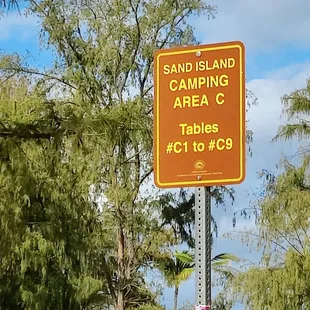 SAND ISLAND
CAMPING
AREA C
Tables
#C1 to #C9